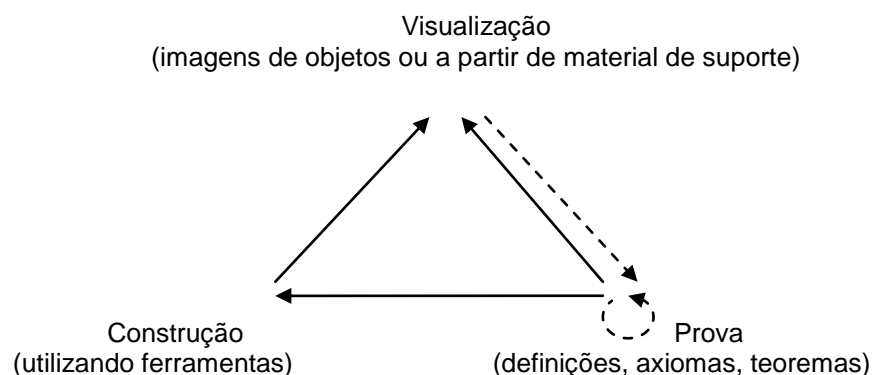 Visualização
(imagens de objetos ou a partir de material de suporte)
Construção
(utilizando ferramentas)
Prova
(definições, axiomas, teoremas)